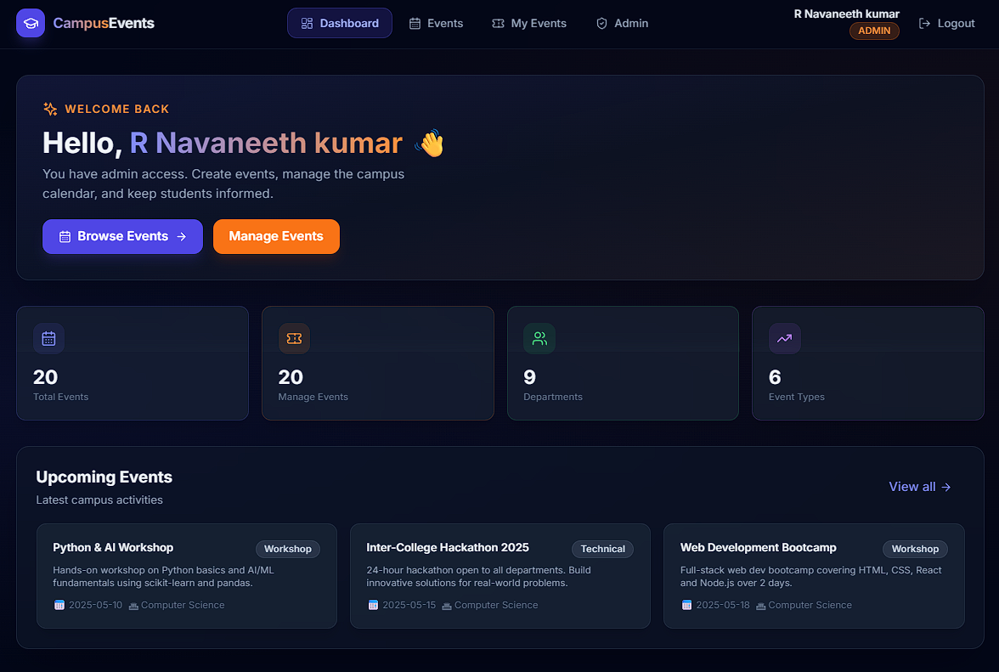 CampusEvents
Dashboard
Events
My Events
Admin
R Navaneeth kumar
ADMIN
Logout
WELCOME BACK
Hello, R Navaneeth kumar 👋
You have admin access. Create events, manage the campus
calendar, and keep students informed.
Browse Events →
Manage Events
20
Total Events
20
Manage Events
9
Departments
6
Event Types
Upcoming Events
Latest campus activities
View all →
Python & AI Workshop
Workshop
Hands-on workshop on Python basics and AI/ML
fundamentals using scikit-learn and pandas.
2025-05-10 Computer Science
Inter-College Hackathon 2025
Technical
24-hour hackathon open to all departments. Build
innovative solutions for real-world problems.
2025-05-15 Computer Science
Web Development Bootcamp
Workshop
Full-stack web dev bootcamp covering HTML, CSS, React
and Node.js over 2 days.
2025-05-18 Computer Science